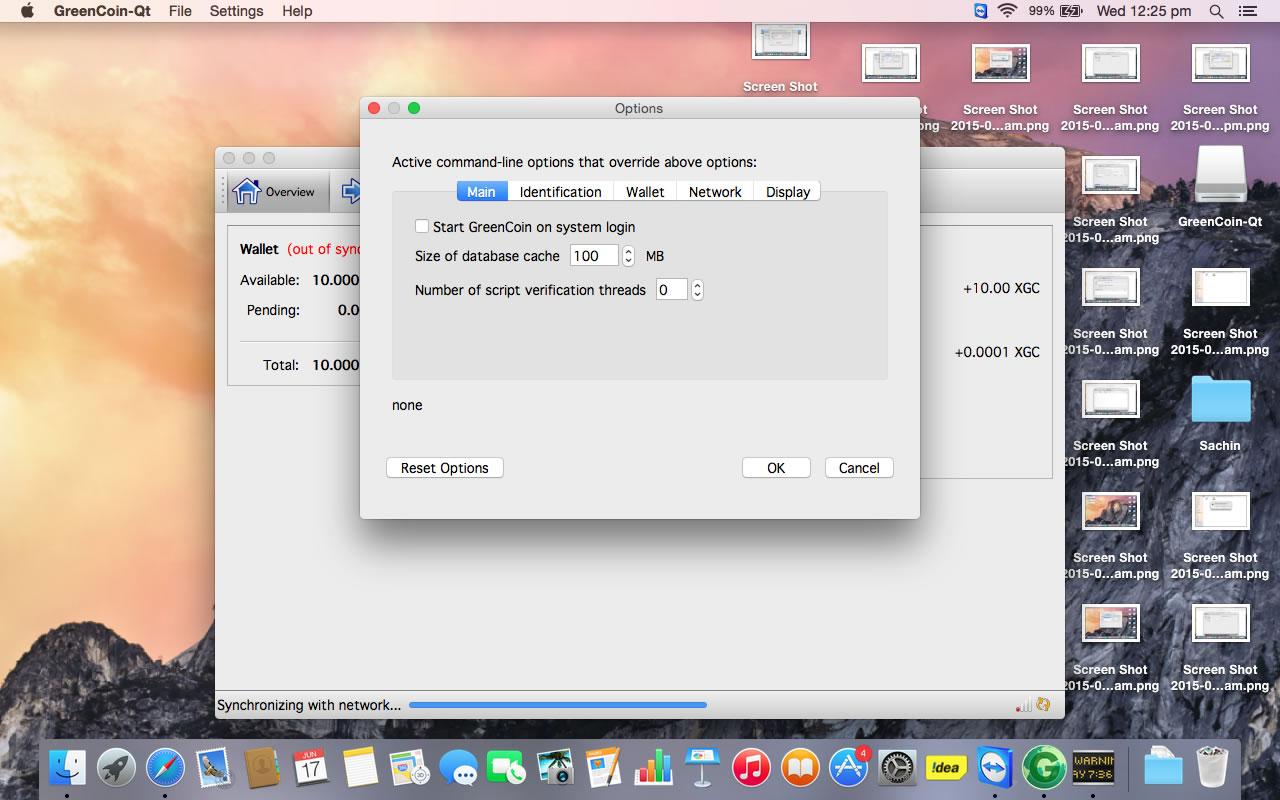 GreenCoin-Qt File Settings Help 99% Wed 12:25 pm
Screen Shot
Screen Shot
2015-0...am.png
Screen Shot
2015-0...am.png
Screen Shot
2015-0...pm.png
Options
Active command-line options that override above options:
Main Identification Wallet Network Display
Start GreenCoin on system login
Size of database cache 100 MB
Number of script verification threads 0
none
Reset Options OK Cancel
Overview
Wallet (out of sync
Available: 10.000
Pending: 0.0
Total: 10.000
+10.00 XGC
+0.0001 XGC
Synchronizing with network...
Screen Shot
2015-0...am.png
GreenCoin-Qt
Screen Shot
2015-0...am.png
Screen Shot
2015-0...am.png
Screen Shot
2015-0...am.png
Sachin
Screen Shot
2015-0...am.png
Screen Shot
2015-0...am.png
Screen Shot
2015-0...am.png
Screen Shot
2015-0...am.png
JUN
17
4
!dea
WARNIN
AY 7:36